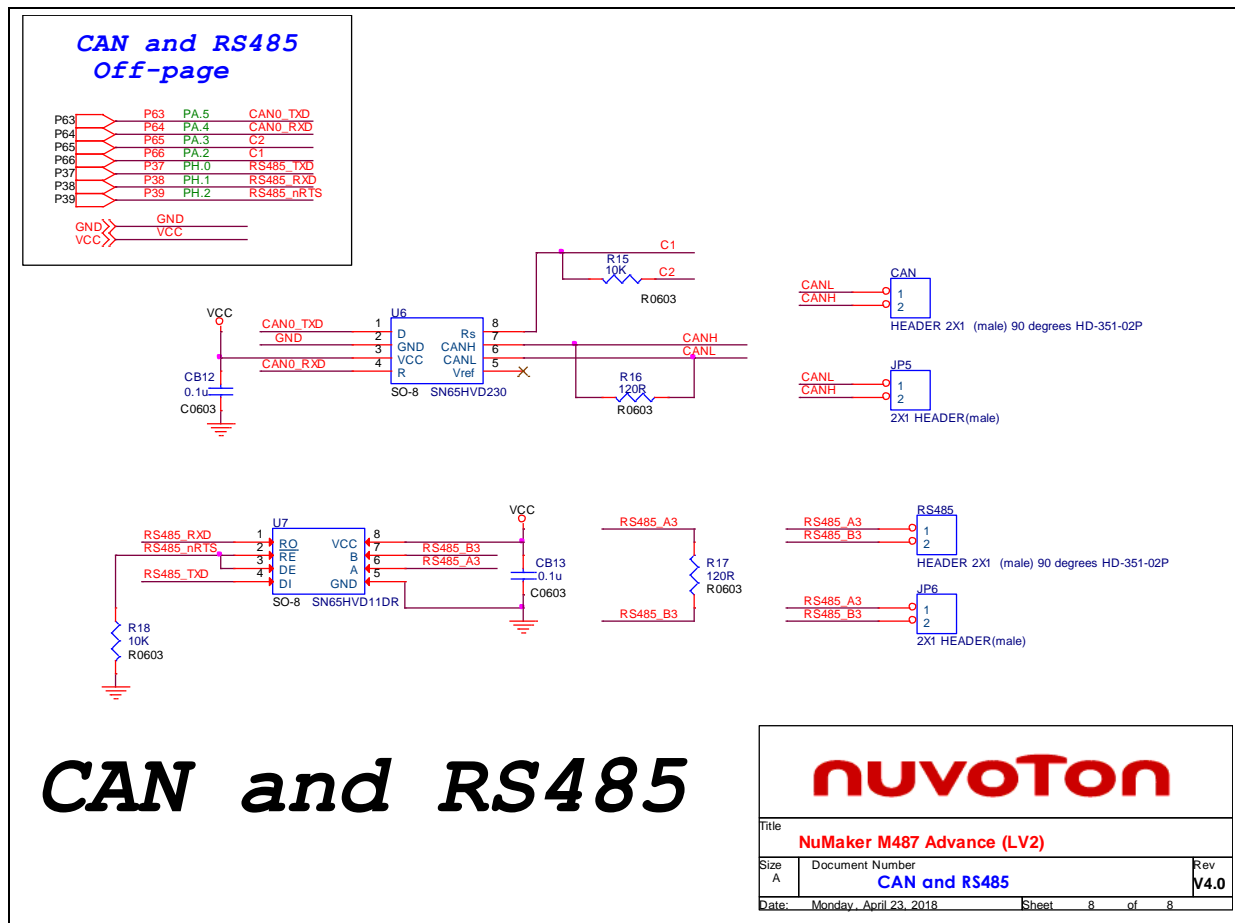 CAN and RS485
Off-page
P63 P63 PA.5 CAN0_TXD
P64 P64 PA.4 CAN0_RXD
P65 P65 PA.3 C2
P66 P66 PA.2 C1
P37 P37 PH.0 RS485_TXD
P38 P38 PH.1 RS485_RXD
P39 P39 PH.2 RS485_nRTS
GND GND
VCC VCC
C1
R15
10K
C2
R0603
VCC
U6
CAN0_TXD 1 D Rs 8
GND 2 GND CANH 7 CANH
3 VCC CANL 6 CANL
CAN0_RXD 4 R Vref 5
SO-8 SN65HVD230
CB12
0.1u
C0603
R16
120R
R0603
CAN
CANL 1
CANH 2
HEADER 2X1 (male) 90 degrees HD-351-02P
JP5
CANL 1
CANH 2
2X1 HEADER(male)
U7
VCC
RS485_RXD 1 RO VCC 8
RS485_nRTS 2 RE B 7 RS485_B3
3 DE A 6 RS485_A3
RS485_TXD 4 DI GND 5
SO-8 SN65HVD11DR
CB13
0.1u
C0603
R18
10K
R0603
RS485_A3
R17
120R
R0603
RS485_B3
RS485
RS485_A3 1
RS485_B3 2
HEADER 2X1 (male) 90 degrees HD-351-02P
JP6
RS485_A3 1
RS485_B3 2
2X1 HEADER(male)
CAN and RS485
nuvoTon
Title
NuMaker M487 Advance (LV2)
Size Document Number Rev
A CAN and RS485 V4.0
Date: Monday, April 23, 2018 Sheet 8 of 8